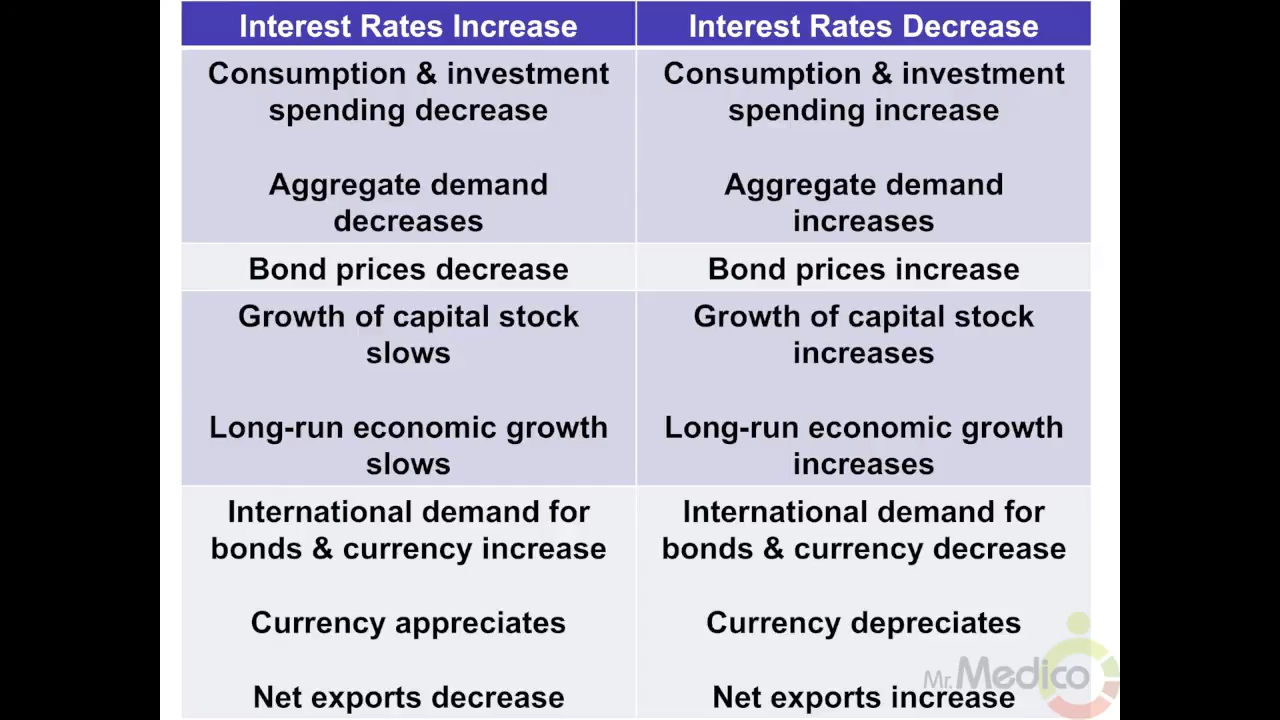 Interest Rates Increase
Interest Rates Decrease
Consumption & investment
spending decrease
Aggregate demand
decreases
Consumption & investment
spending increase
Aggregate demand
increases
Bond prices decrease
Bond prices increase
Growth of capital stock
slows
Long-run economic growth
slows
Growth of capital stock
increases
Long-run economic growth
increases
International demand for
bonds & currency increase
Currency appreciates
Net exports decrease
International demand for
bonds & currency decrease
Currency depreciates
Net exports increase
Mr.Medico